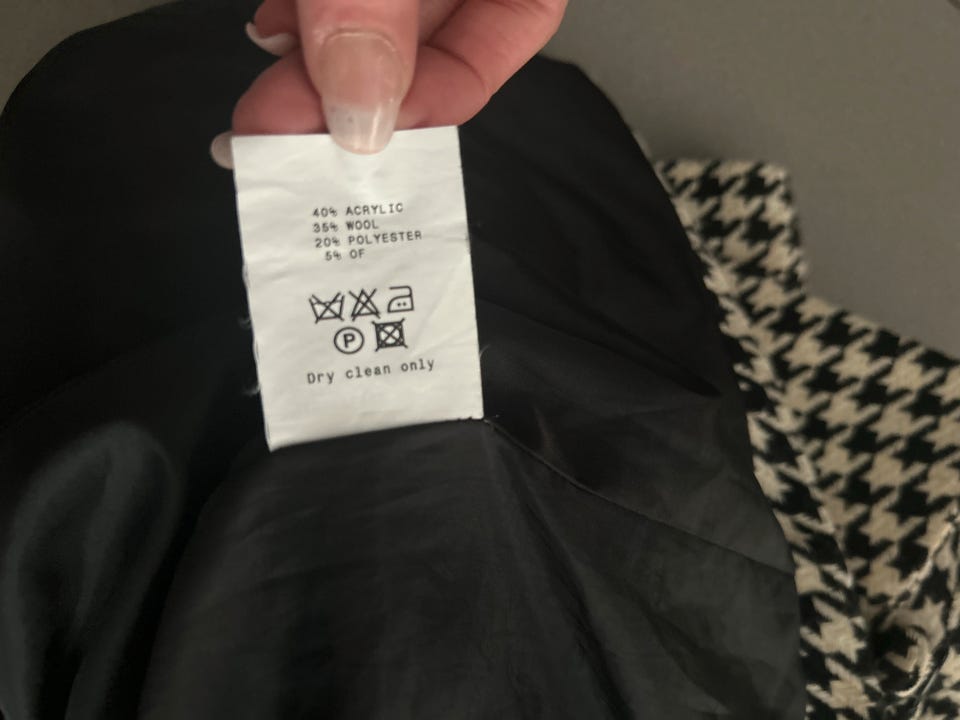 40% ACRYLIC
35% WOOL
20% POLYESTER
5% OF
P
Dry clean only